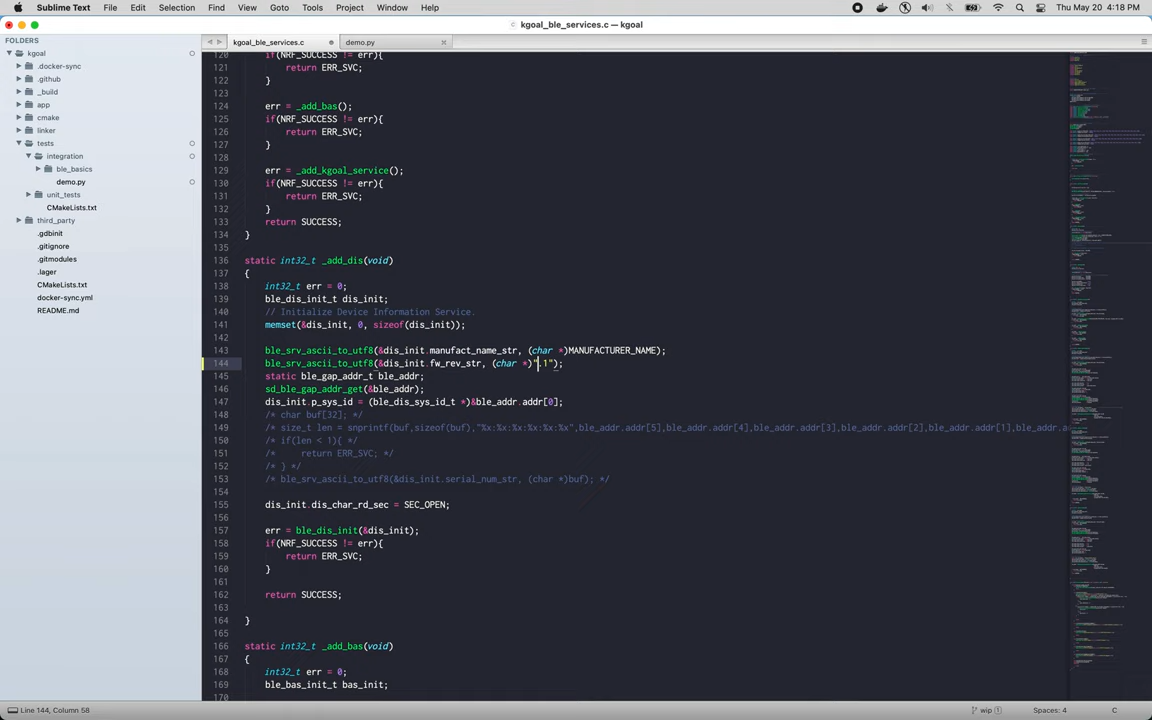 Sublime Text File Edit Selection Find View Goto Tools Project Window Help Thu May 20 4:18 PM
kgoal_ble_services.c — kgoal
FOLDERS
kgoal
.docker-sync
.github
_build
app
cmake
linker
tests
integration
ble_basics
demo.py
unit_tests
CMakeLists.txt
third_party
.gdbinit
.gitignore
.gitmodules
.lager
CMakeLists.txt
docker-sync.yml
README.md
kgoal_ble_services.c demo.py
120 if(NRF_SUCCESS != err){
121 return ERR_SVC;
122 }
123
124 err = _add_bas();
125 if(NRF_SUCCESS != err){
126 return ERR_SVC;
127 }
128
129 err = _add_kgoal_service();
130 if(NRF_SUCCESS != err){
131 return ERR_SVC;
132 }
133 return SUCCESS;
134 }
135
136 static int32_t _add_dis(void)
137 {
138 int32_t err = 0;
139 ble_dis_init_t dis_init;
140 // Initialize Device Information Service.
141 memset(&dis_init, 0, sizeof(dis_init));
142
143 ble_srv_ascii_to_utf8(&dis_init.manufact_name_str, (char *)MANUFACTURER_NAME);
144 ble_srv_ascii_to_utf8(&dis_init.fw_rev_str, (char *)".1");
145 static ble_gap_addr_t ble_addr;
146 sd_ble_gap_addr_get(&ble_addr);
147 dis_init.p_sys_id = (ble_dis_sys_id_t *)&ble_addr.addr[0];
148 /* char buf[32]; */
149 /* size_t len = snprintf(buf,sizeof(buf),"%x:%x:%x:%x:%x:%x",ble_addr.addr[5],ble_addr.addr[4],ble_addr.addr[3],ble_addr.addr[2],ble_addr.addr[1],ble_addr.a
150 /* if(len < 1){ */
151 /* return ERR_SVC; */
152 /* } */
153 /* ble_srv_ascii_to_utf8(&dis_init.serial_num_str, (char *)buf); */
154
155 dis_init.dis_char_rd_sec = SEC_OPEN;
156
157 err = ble_dis_init(&dis_init);
158 if(NRF_SUCCESS != err){
159 return ERR_SVC;
160 }
161
162 return SUCCESS;
163
164 }
165
166 static int32_t _add_bas(void)
167 {
168 int32_t err = 0;
169 ble_bas_init_t bas_init;
170
Line 144, Column 58 wip 1 Spaces: 4 C